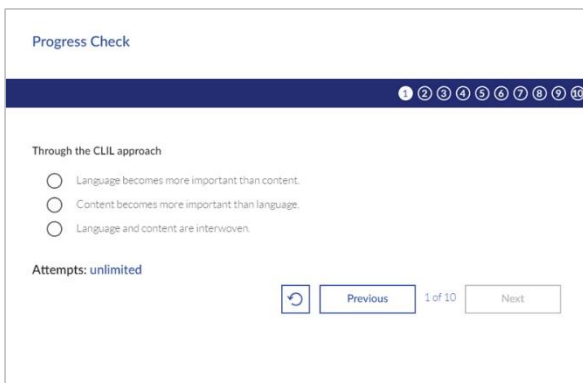 Progress Check
1 2 3 4 5 6 7 8 9 10
Through the CLIL approach
Language becomes more important than content.
Content becomes more important than language.
Language and content are interwoven.
Attempts: unlimited
Previous 1 of 10 Next